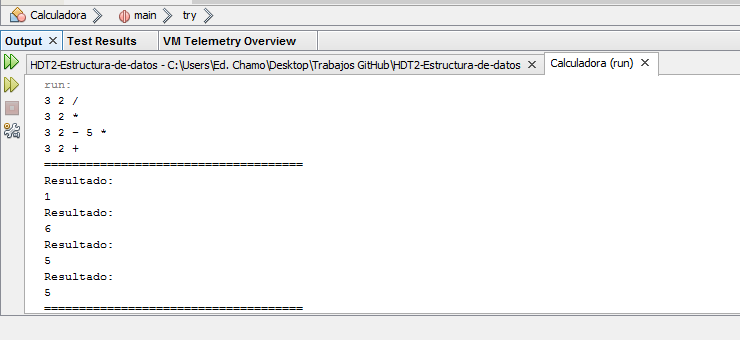 Calculadora main try
Output Test Results VM Telemetry Overview
HDT2-Estructura-de-datos - C:\Users\Ed. Chamo\Desktop\Trabajos GitHub\HDT2-Estructura-de-datos Calculadora (run)
run:
3 2 /
3 2 *
3 2 - 5 *
3 2 +
=====================================
Resultado:
1
Resultado:
6
Resultado:
5
Resultado:
5
=====================================